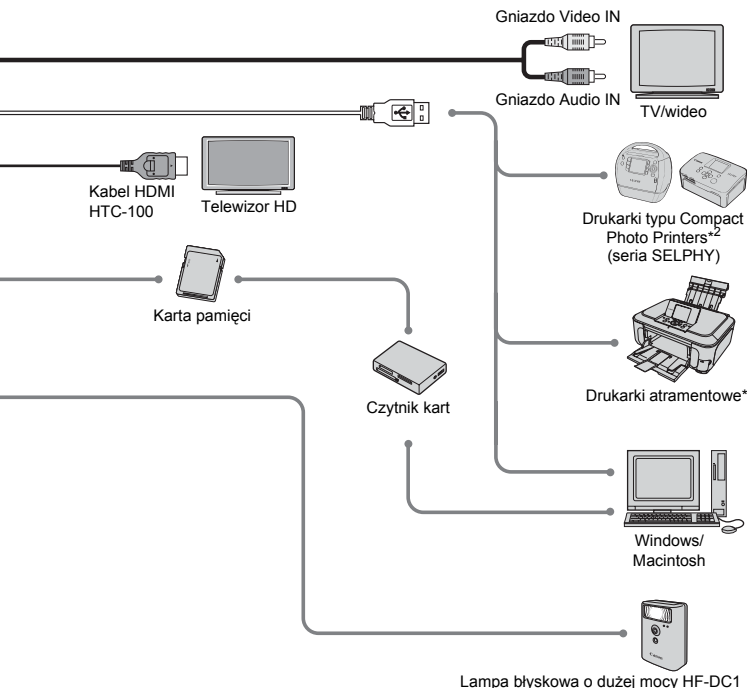 Gniazdo Video IN
Gniazdo Audio IN
TV/wideo
Kabel HDMI
HTC-100
Telewizor HD
Drukarki typu Compact
Photo Printers*2
(seria SELPHY)
Karta pamięci
Drukarki atramentowe*
Czytnik kart
Windows/
Macintosh
Canon
Lampa błyskowa o dużej mocy HF-DC1